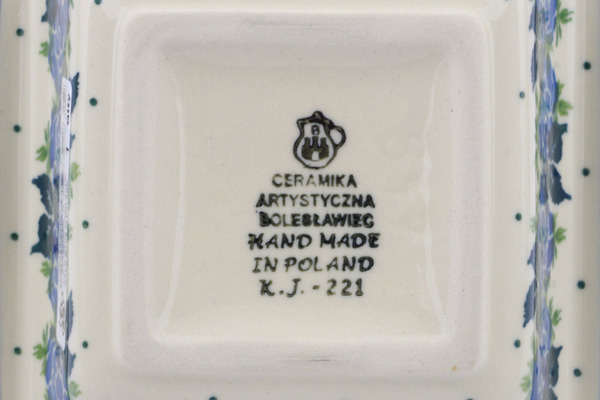 B
CERAMIKA
ARTYSTYCZNA
BOLESŁAWIEC
HAND MADE
IN POLAND
K.J.-221